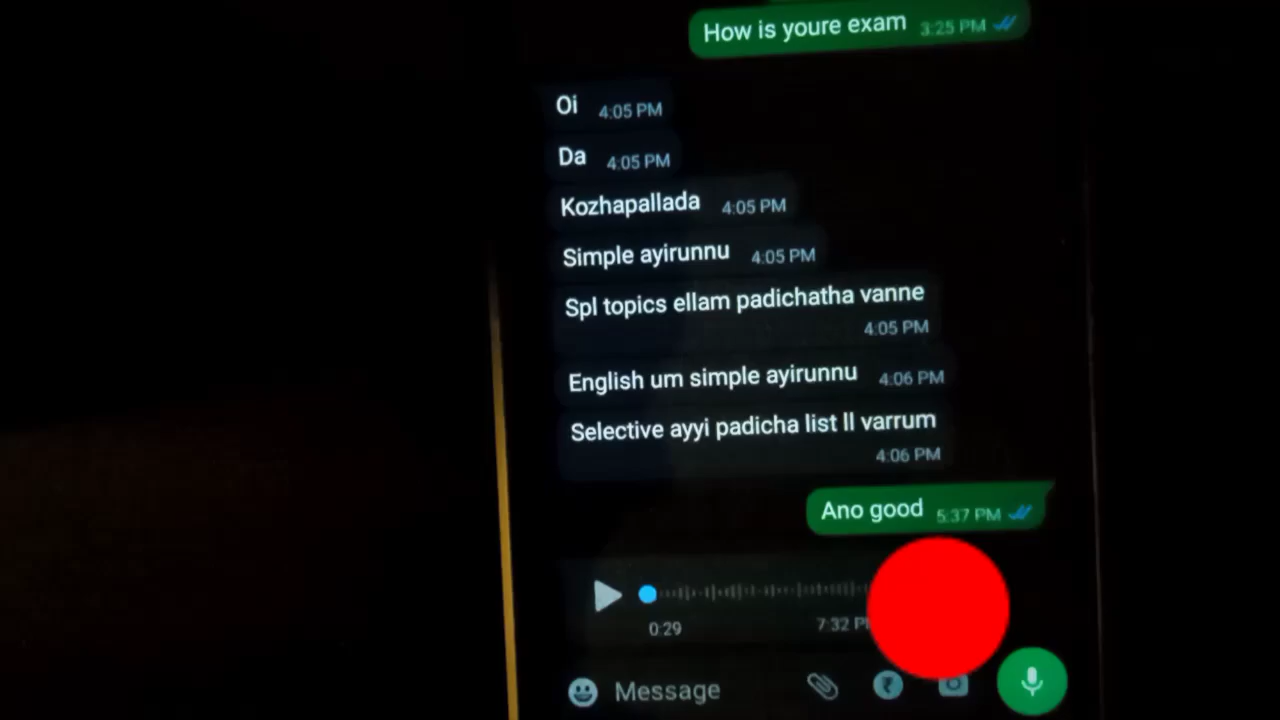 How is youre exam 3:25 PM
Oi 4:05 PM
Da 4:05 PM
Kozhapallada 4:05 PM
Simple ayirunnu 4:05 PM
Spl topics ellam padichatha vanne
4:05 PM
English um simple ayirunnu 4:06 PM
Selective ayyi padicha list ll varrum
4:06 PM
Ano good 5:37 PM
0:29 7:32
Message